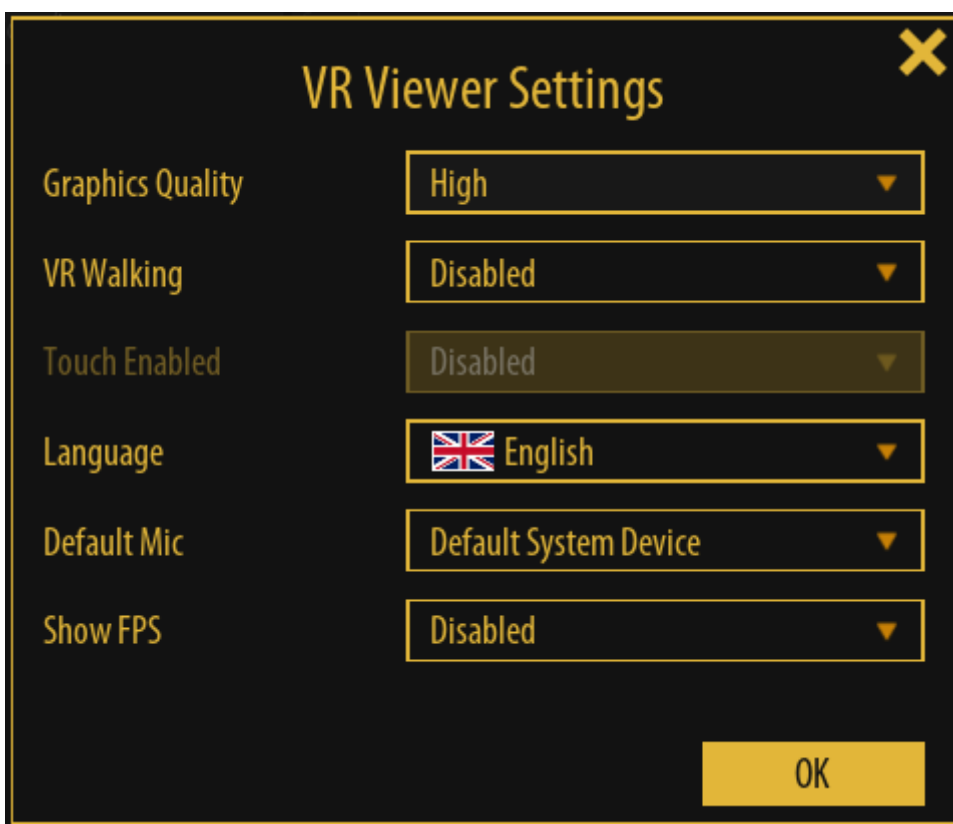 VR Viewer Settings
Graphics Quality High
VR Walking Disabled
Touch Enabled Disabled
Language English
Default Mic Default System Device
Show FPS Disabled
OK